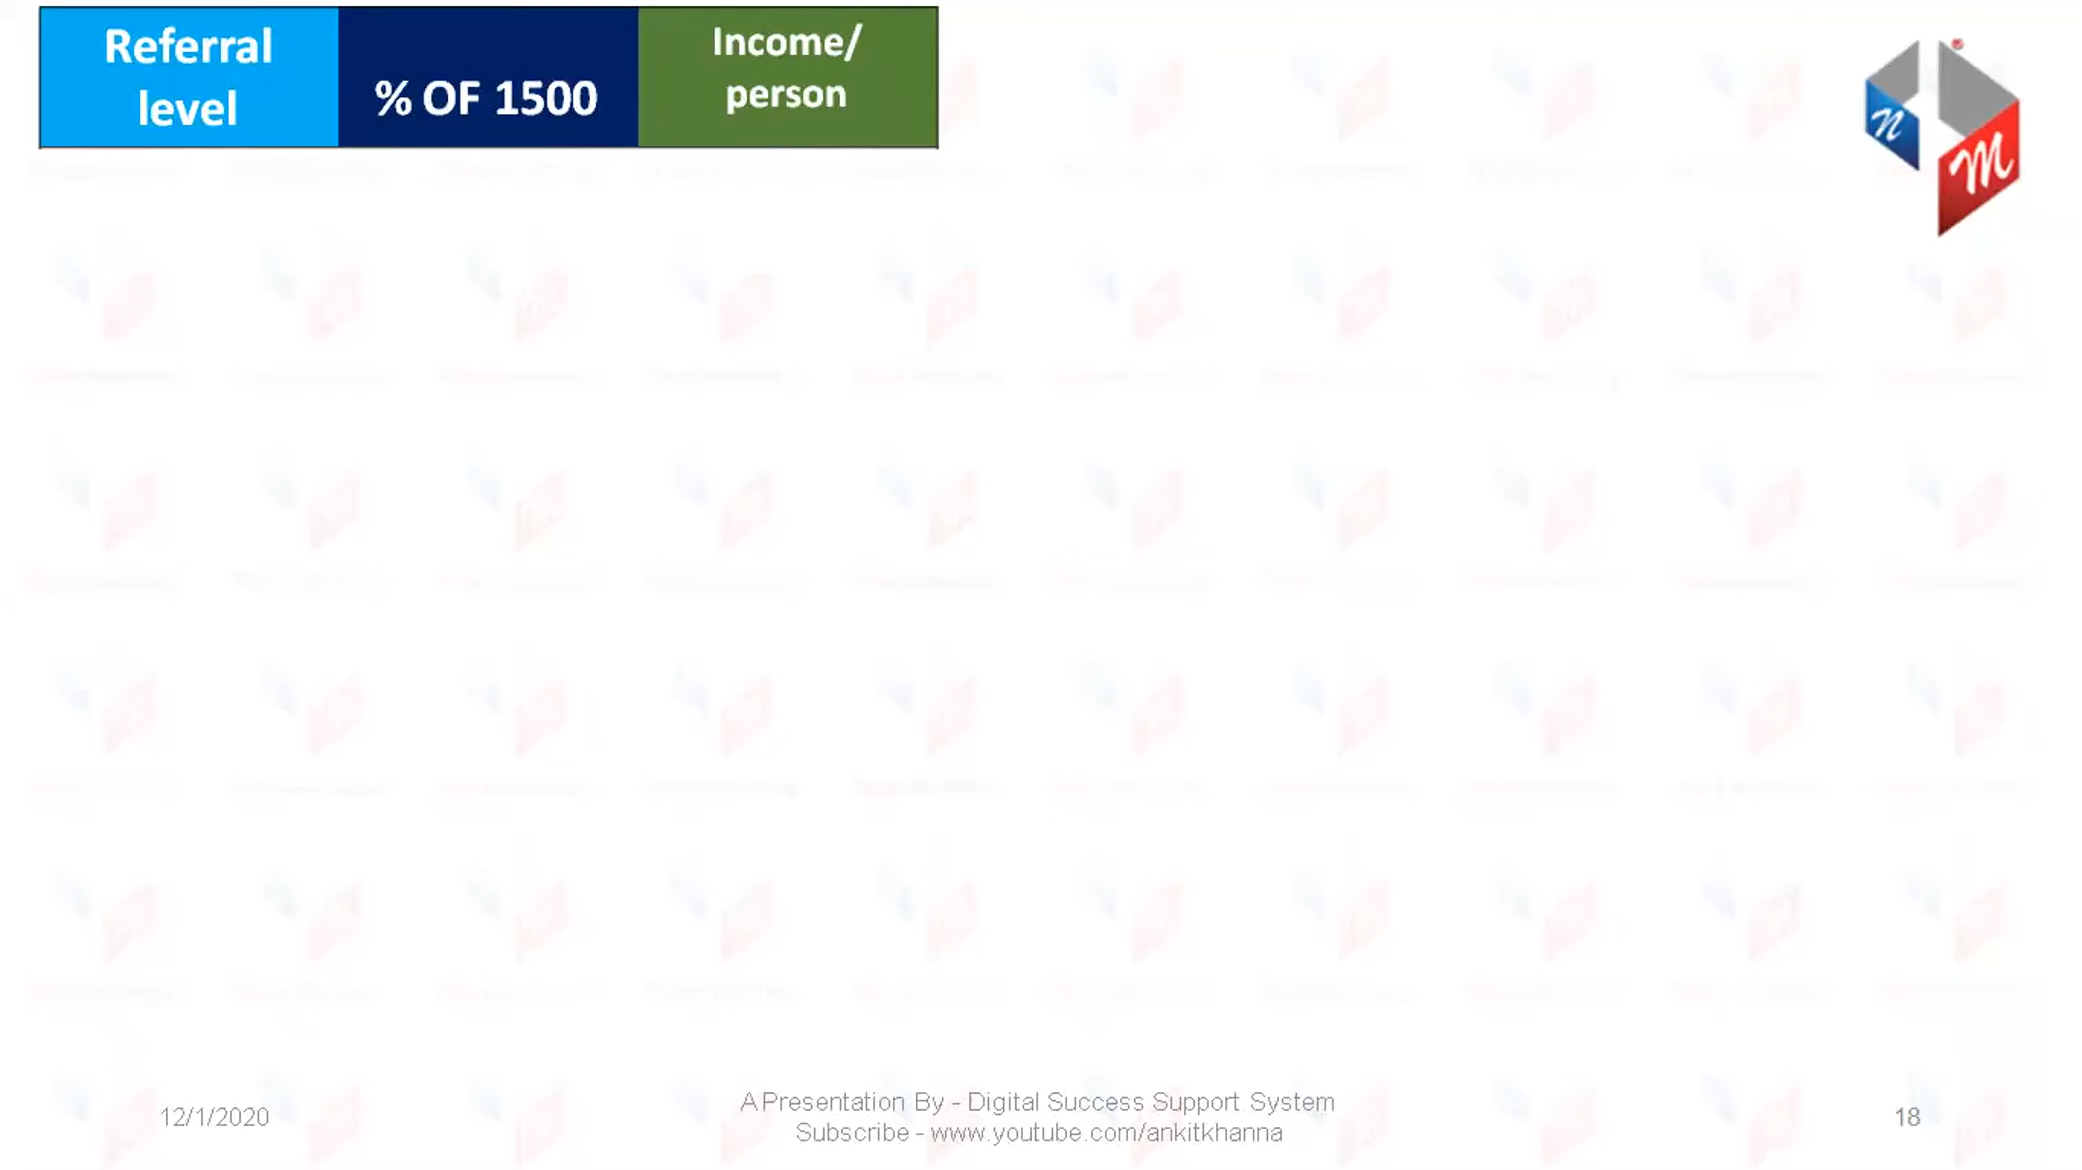 Referral
level
% OF 1500
Income/
person
n
M
12/1/2020
A Presentation By - Digital Success Support System
Subscribe - www.youtube.com/ankitkhanna
18